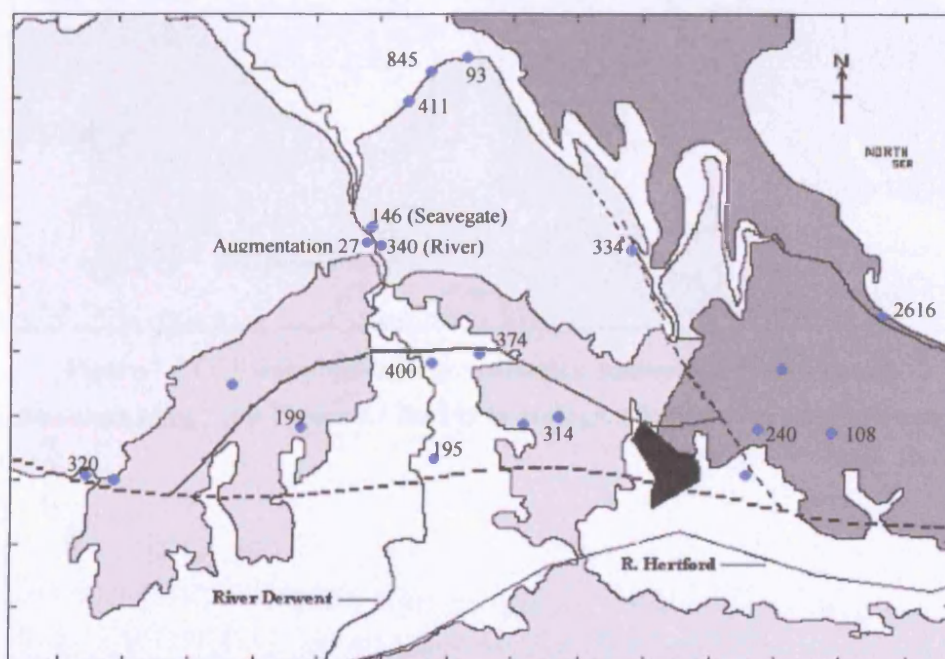 845
93
411
N
NORTH
SEA
146 (Seavegate)
Augmentation 27
340 (River)
334
2616
374
400
199
314
240
108
195
320
R. Hertford
River Derwent